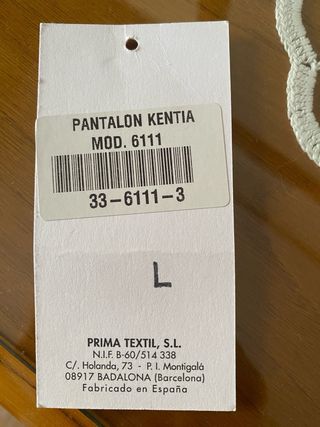 PANTALON KENTIA
MOD. 6111
33-6111-3
L
PRIMA TEXTIL, S.L.
N.I.F. B-60/514 338
C/. Holanda, 73 - P. I. Montigalá
08917 BADALONA (Barcelona)
Fabricado en España